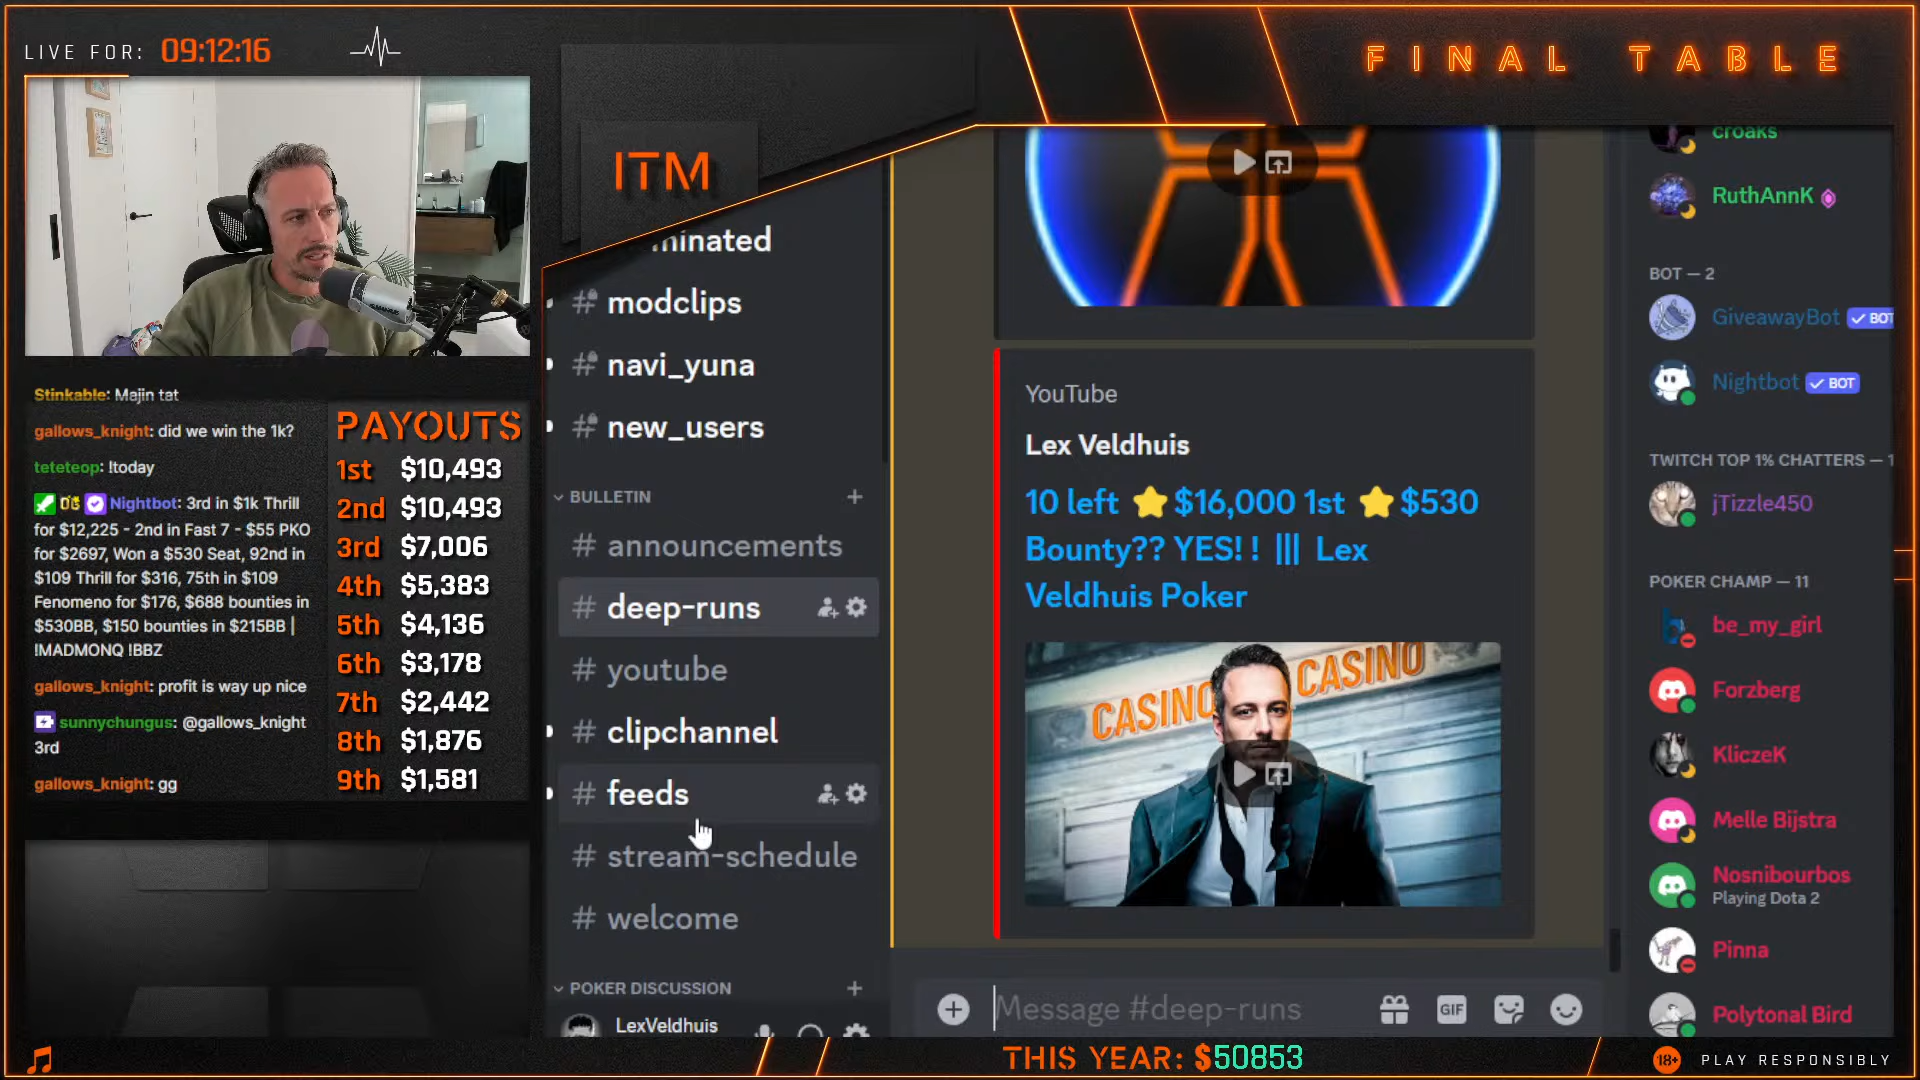 LIVE FOR: 09:12:16
FINAL TABLE
ITM
Stinkable: Majin tat
gallows_knight: did we win the 1k?
teteteop: !today
Nightbot: 3rd in $1k Thrill
for $12,225 - 2nd in Fast 7 - $55 PKO
for $2697, Won a $530 Seat, 92nd in
$109 Thrill for $316, 75th in $109
Fenomeno for $176, $688 bounties in
$530BB, $150 bounties in $215BB |
!MADMONQ !BBZ
gallows_knight: profit is way up nice
sunnychungus: @gallows_knight
3rd
gallows_knight: gg
PAYOUTS
1st $10,493
2nd $10,493
3rd $7,006
4th $5,383
5th $4,136
6th $3,178
7th $2,442
8th $1,876
9th $1,581
minated
# modclips
# navi_yuna
# new_users
BULLETIN +
# announcements
# deep-runs
# youtube
# clipchannel
# feeds
# stream-schedule
# welcome
POKER DISCUSSION +
LexVeldhuis
YouTube
Lex Veldhuis
10 left ⭐ $16,000 1st ⭐ $530
Bounty?? YES! ! ||| Lex
Veldhuis Poker
CASINO CASINO
Message #deep-runs
GIF
croaks
RuthAnnK
BOT — 2
GiveawayBot ✓ BOT
Nightbot ✓ BOT
TWITCH TOP 1% CHATTERS — 1
jTizzle450
POKER CHAMP — 11
be_my_girl
Forzberg
KliczeK
Melle Bijstra
Nosnibourbos
Playing Dota 2
Pinna
Polytonal Bird
THIS YEAR: $50853
18+ PLAY RESPONSIBLY